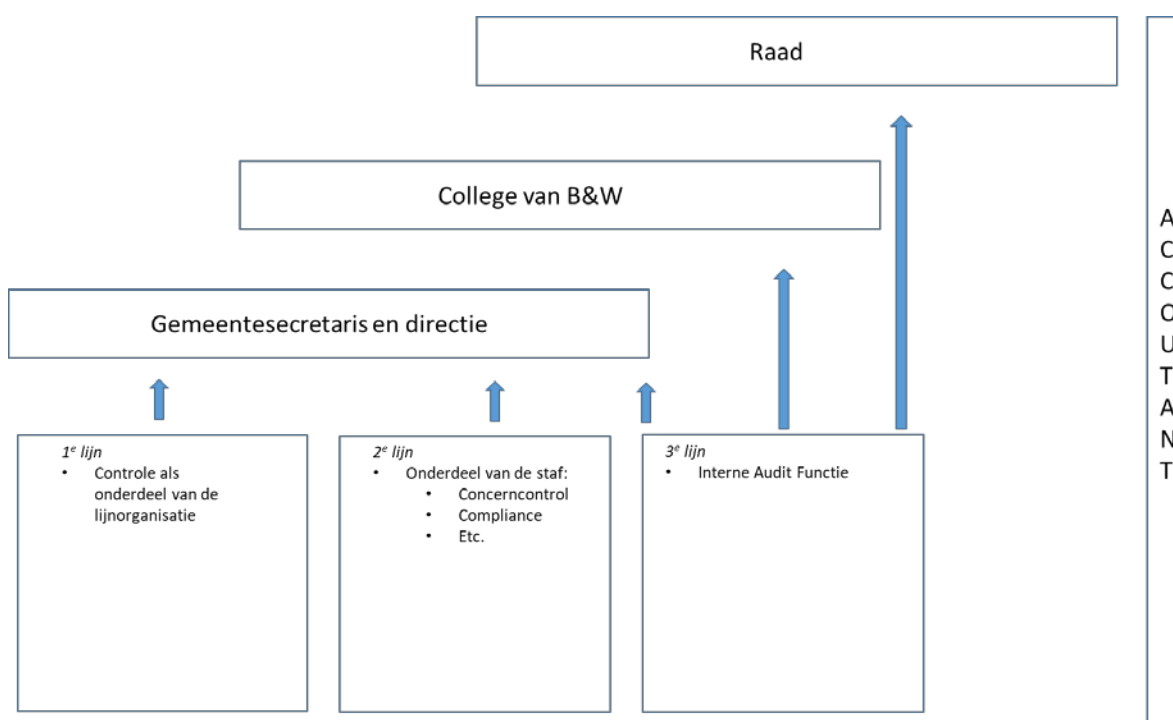 Raad
College van B&W
Gemeentesecretaris en directie
1e lijn
• Controle als
onderdeel van de
lijnorganisatie
2e lijn
• Onderdeel van de staf:
• Concerncontrol
• Compliance
• Etc.
3e lijn
• Interne Audit Functie
A
C
C
O
U
T
A
N
T